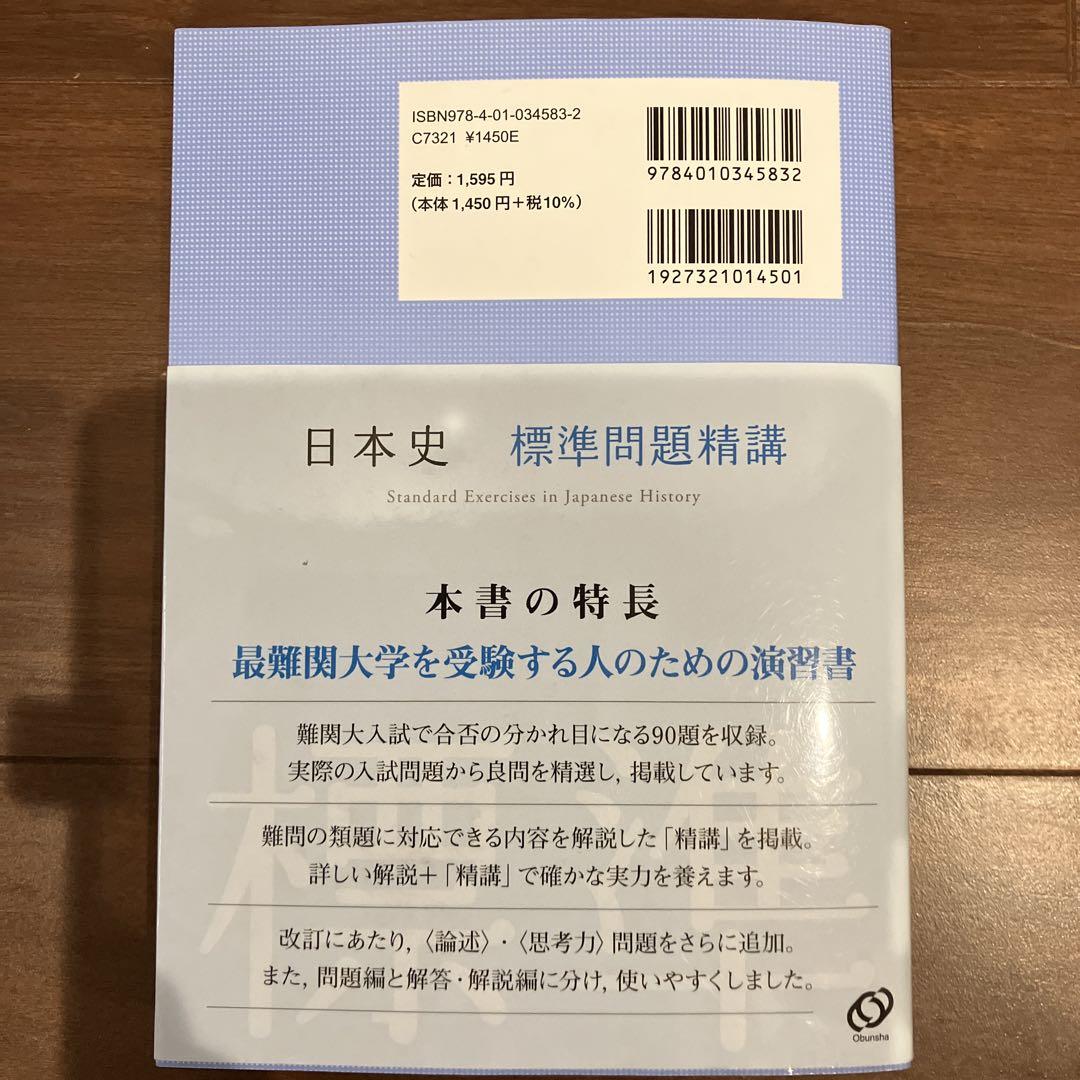 ISBN978-4-01-034583-2
C7321 ¥1450E
定価：1,595円
（本体1,450円＋税10%）
9784010345832
1927321014501
日本史 標準問題精講
Standard Exercises in Japanese History
本書の特長
最難関大学を受験する人のための演習書
難関大入試で合否の分かれ目になる90題を収録。
実際の入試問題から良問を精選し，掲載しています。
難問の類題に対応できる内容を解説した「精講」を掲載。
詳しい解説＋「精講」で確かな実力を養えます。
改訂にあたり，〈論述〉・〈思考力〉問題をさらに追加。
また，問題編と解答・解説編に分け，使いやすくしました。
標準
Obunsha